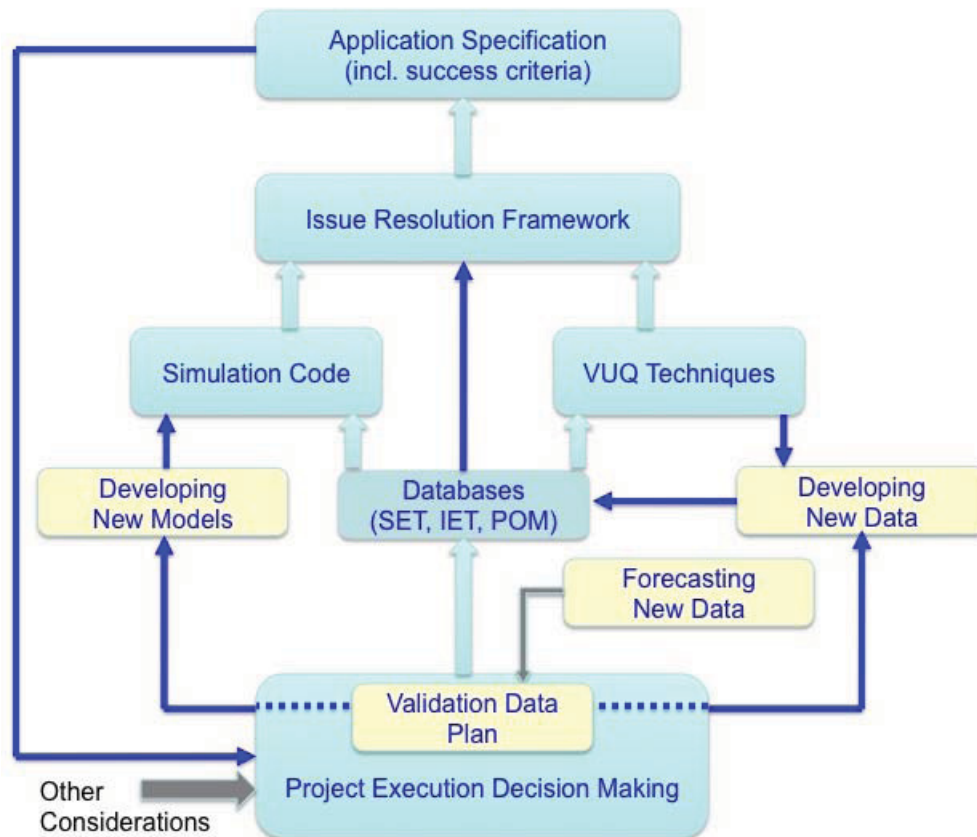 Application Specification
(incl. success criteria)
Issue Resolution Framework
Simulation Code
VUQ Techniques
Developing
New Models
Databases
(SET, IET, POM)
Developing
New Data
Forecasting
New Data
Validation Data
Plan
Project Execution Decision Making
Other
Considerations